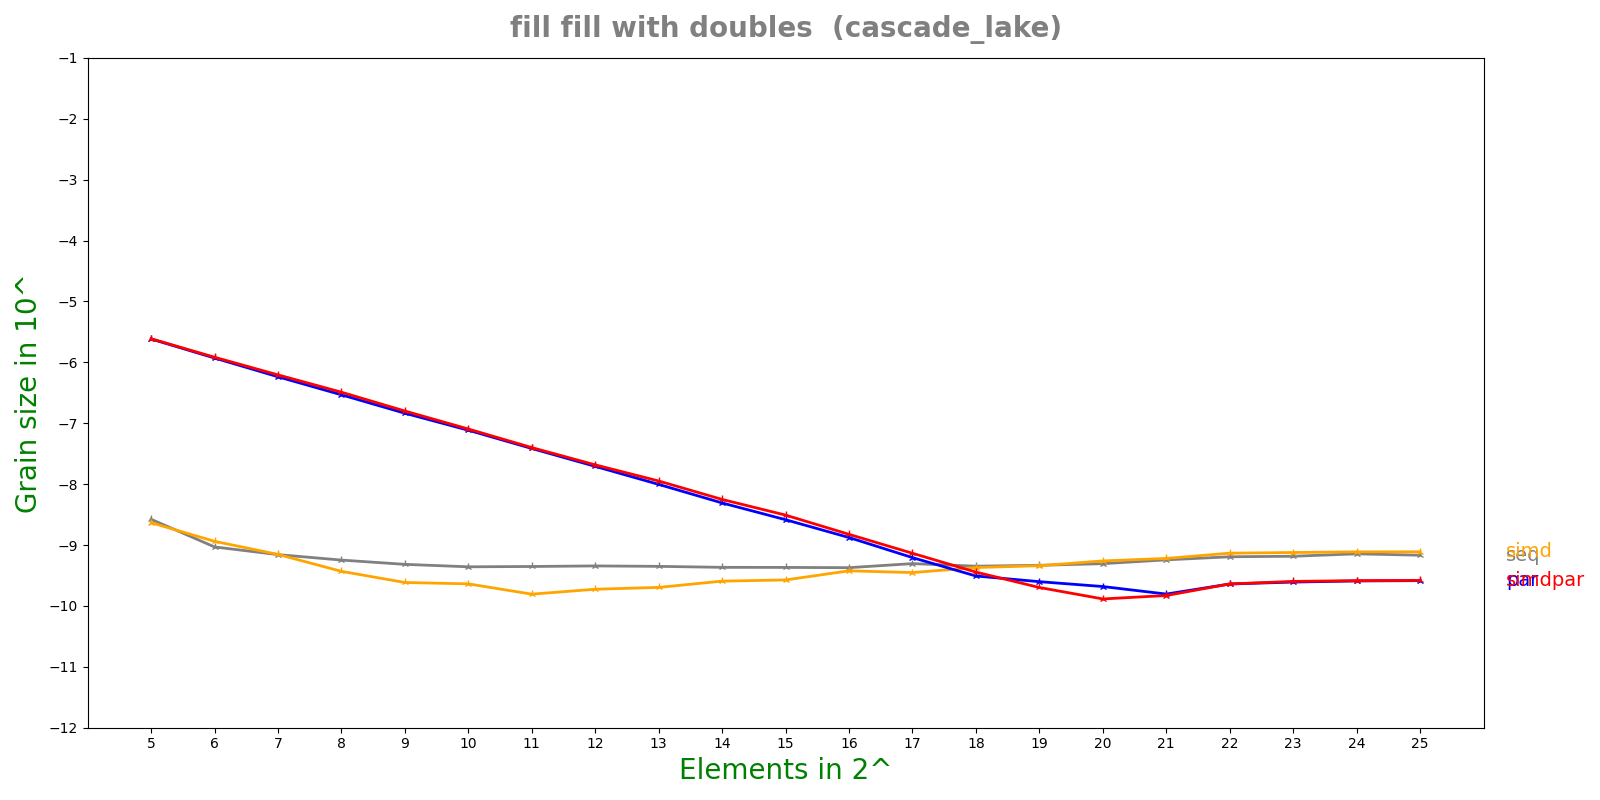 fill fill with doubles  (cascade_lake)
−1
−2
−3
−4
−5
−6
−7
−8
−9
−10
−11
−12
Grain size in 10^
5 6 7 8 9 10 11 12 13 14 15 16 17 18 19 20 21 22 23 24 25
Elements in 2^
simd
seq
par
simdpar